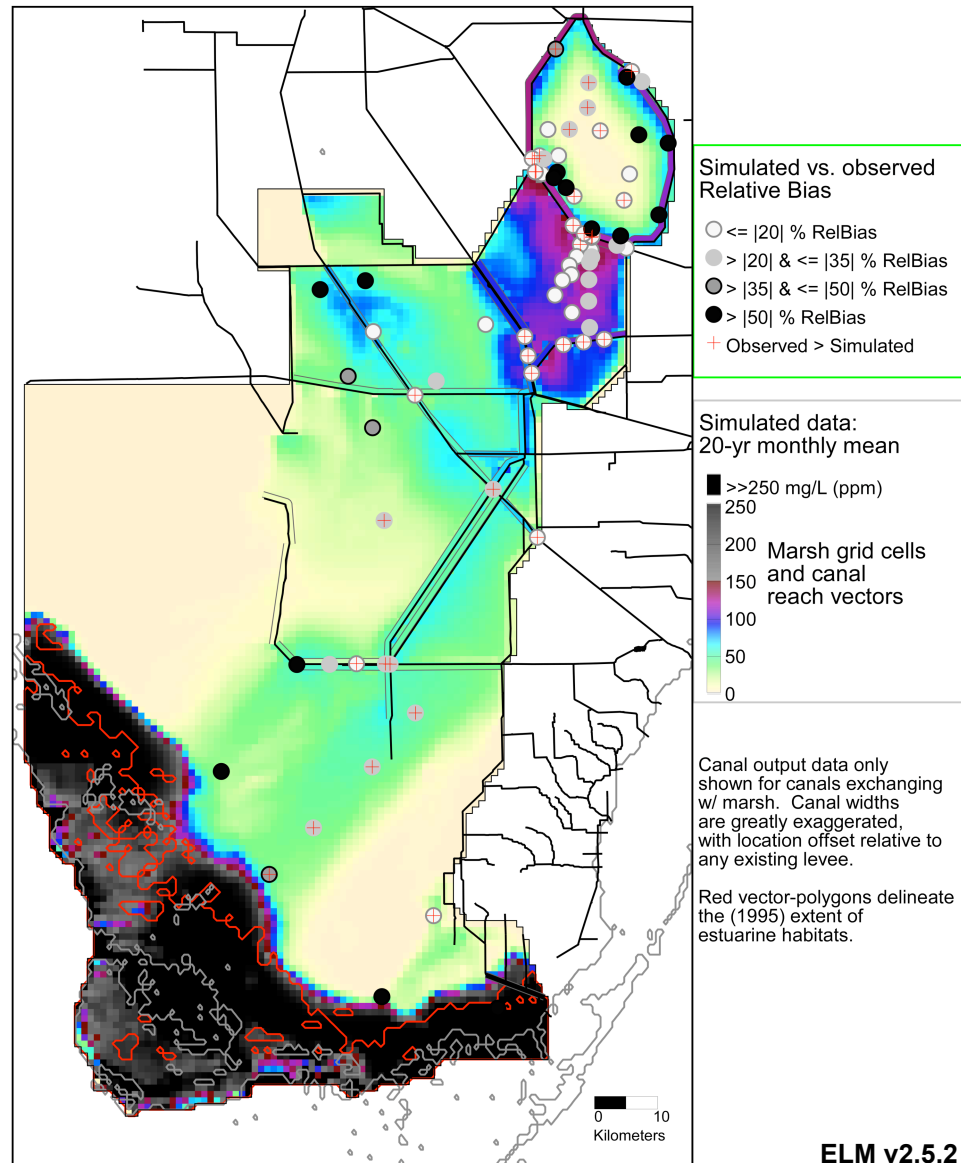 Simulated vs. observed
Relative Bias
<= |20| % RelBias
> |20| & <= |35| % RelBias
> |35| & <= |50| % RelBias
> |50| % RelBias
+ Observed > Simulated
Simulated data:
20-yr monthly mean
>>250 mg/L (ppm)
250
200
150
100
50
0
Marsh grid cells
and canal
reach vectors
Canal output data only
shown for canals exchanging
w/ marsh. Canal widths
are greatly exaggerated,
with location offset relative to
any existing levee.
Red vector-polygons delineate
the (1995) extent of
estuarine habitats.
0 10
Kilometers
ELM v2.5.2